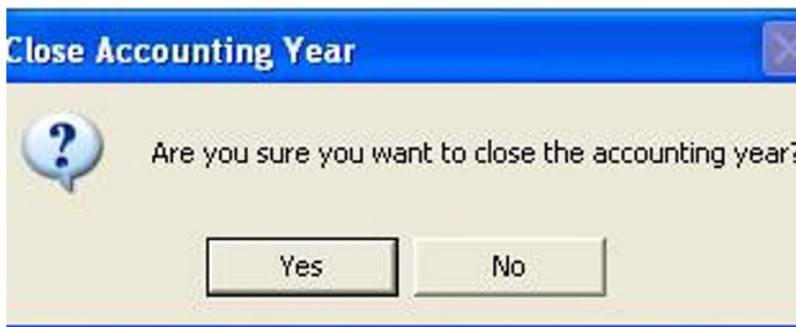 Close Accounting Year
?
Are you sure you want to close the accounting year?
Yes
No